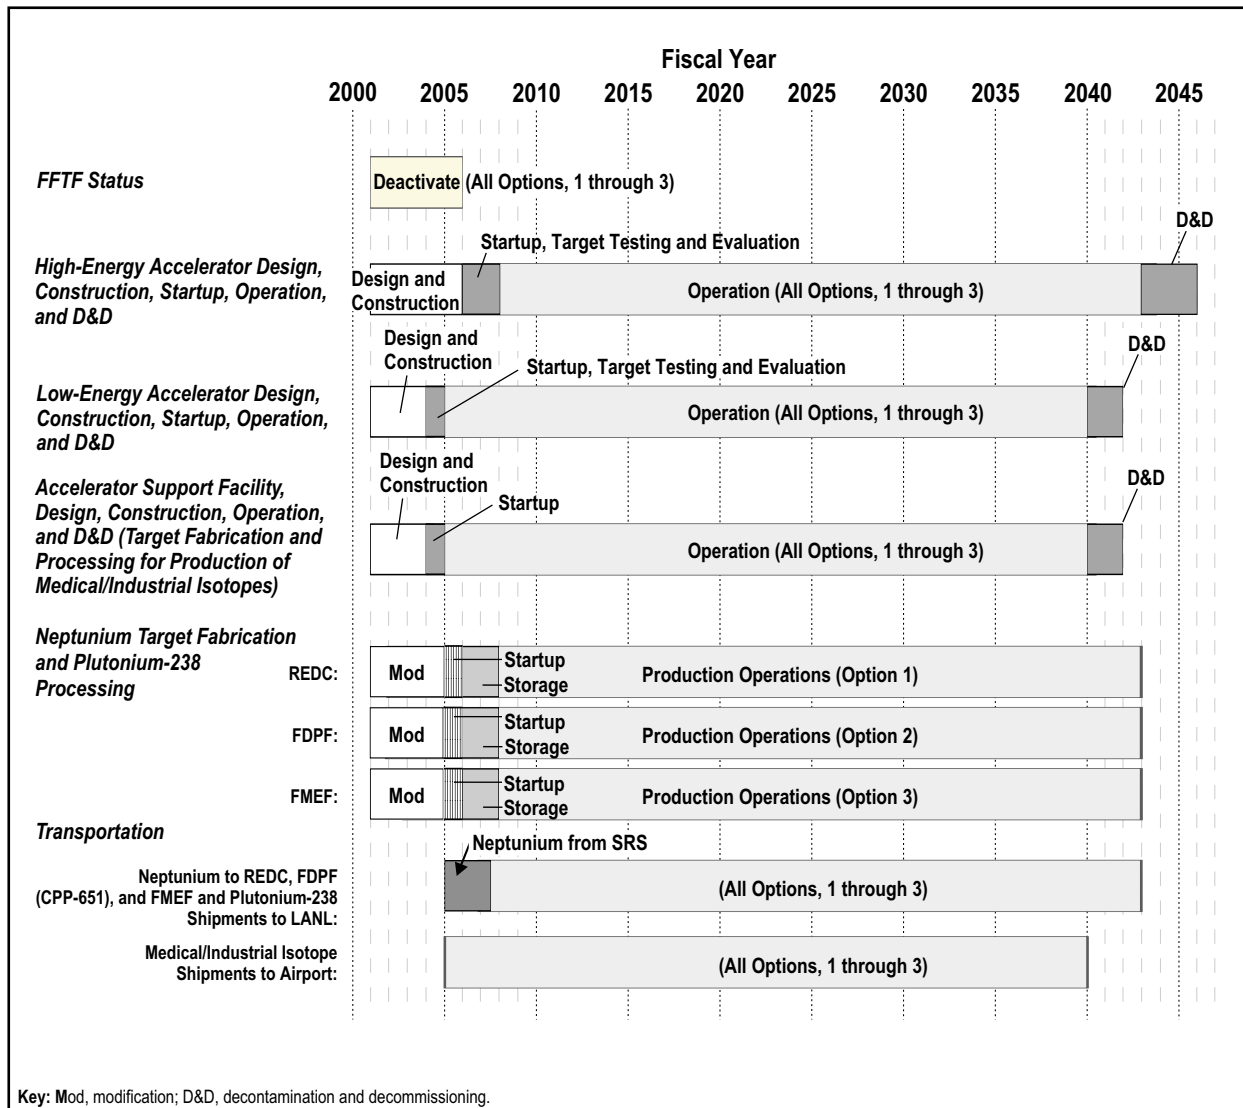 Fiscal Year
2000 2005 2010 2015 2020 2025 2030 2035 2040 2045
FFTF Status
Deactivate (All Options, 1 through 3)
High-Energy Accelerator Design,
Construction, Startup, Operation,
and D&D
Startup, Target Testing and Evaluation
D&D
Design and
Construction
Operation (All Options, 1 through 3)
Low-Energy Accelerator Design,
Construction, Startup, Operation,
and D&D
Design and
Construction
Startup, Target Testing and Evaluation
D&D
Operation (All Options, 1 through 3)
Accelerator Support Facility,
Design, Construction, Operation,
and D&D (Target Fabrication and
Processing for Production of
Medical/Industrial Isotopes)
Design and
Construction
Startup
D&D
Operation (All Options, 1 through 3)
Neptunium Target Fabrication
and Plutonium-238
Processing
REDC:
Mod
Startup
Storage
Production Operations (Option 1)
FDPF:
Mod
Startup
Storage
Production Operations (Option 2)
FMEF:
Mod
Startup
Storage
Production Operations (Option 3)
Transportation
Neptunium from SRS
Neptunium to REDC, FDPF
(CPP-651), and FMEF and Plutonium-238
Shipments to LANL:
(All Options, 1 through 3)
Medical/Industrial Isotope
Shipments to Airport:
(All Options, 1 through 3)
Key: Mod, modification; D&D, decontamination and decommissioning.